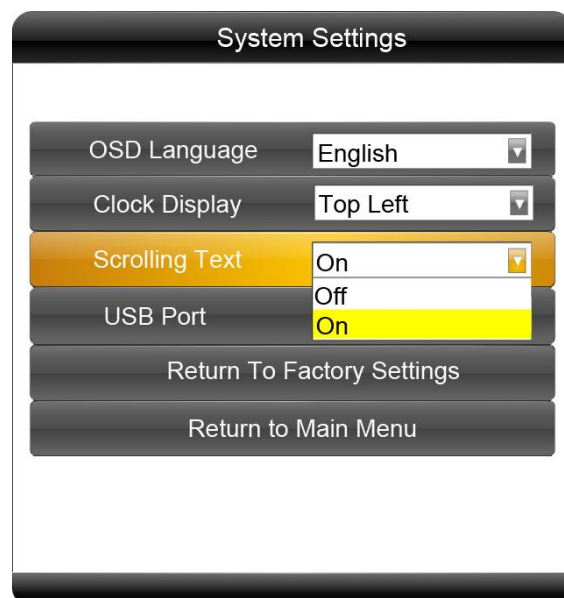 System Settings
OSD Language English
Clock Display Top Left
Scrolling Text On
Off
USB Port On
Return To Factory Settings
Return to Main Menu